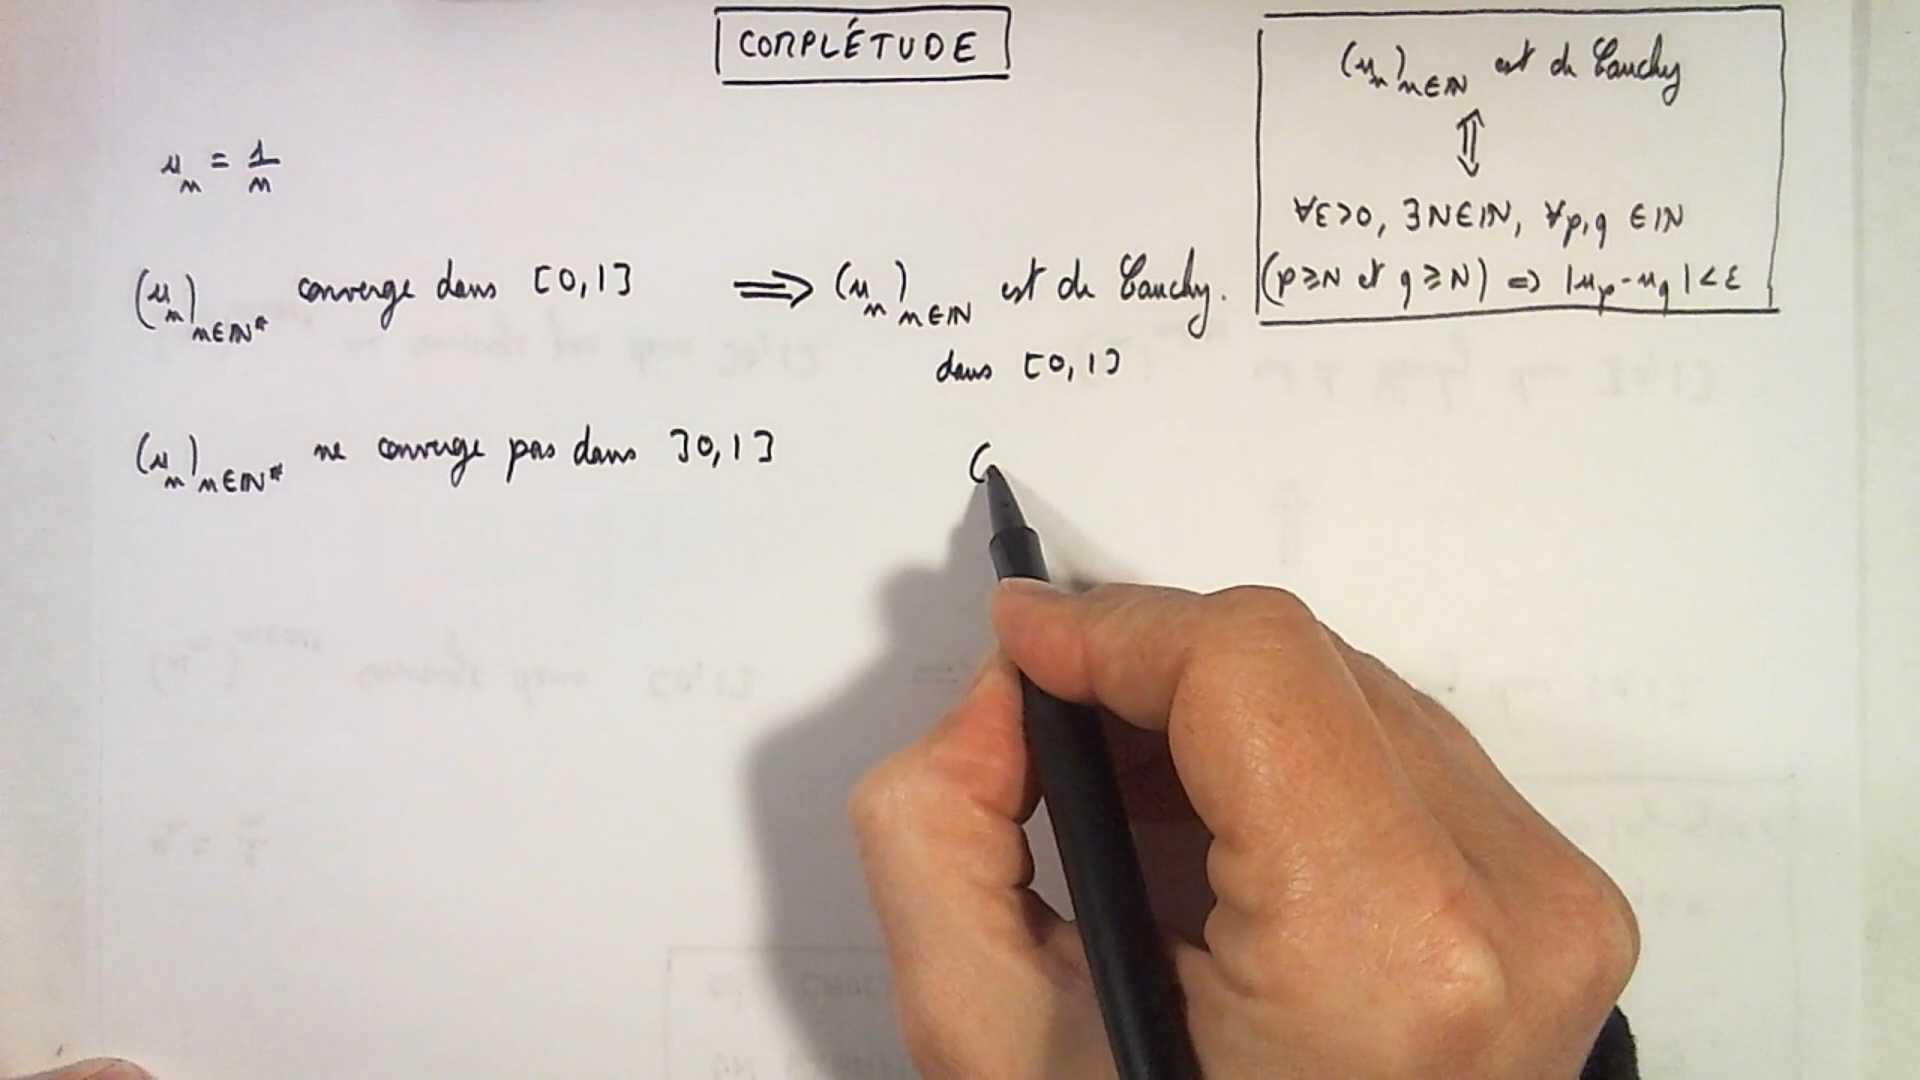 COMPLÉTUDE
(u_n)_{n∈ℕ} est de Cauchy
⇕
∀ε>0, ∃N∈ℕ, ∀p,q ∈ℕ
(p≥N et q≥N) ⇒ |u_p-u_q|<ε
u_n = 1/n
(u_n)_{n∈ℕ*} converge dans [0,1] ⟹ (u_n)_{n∈ℕ} est de Cauchy.
dans [0,1]
(u_n)_{n∈ℕ*} ne converge pas dans ]0,1] (